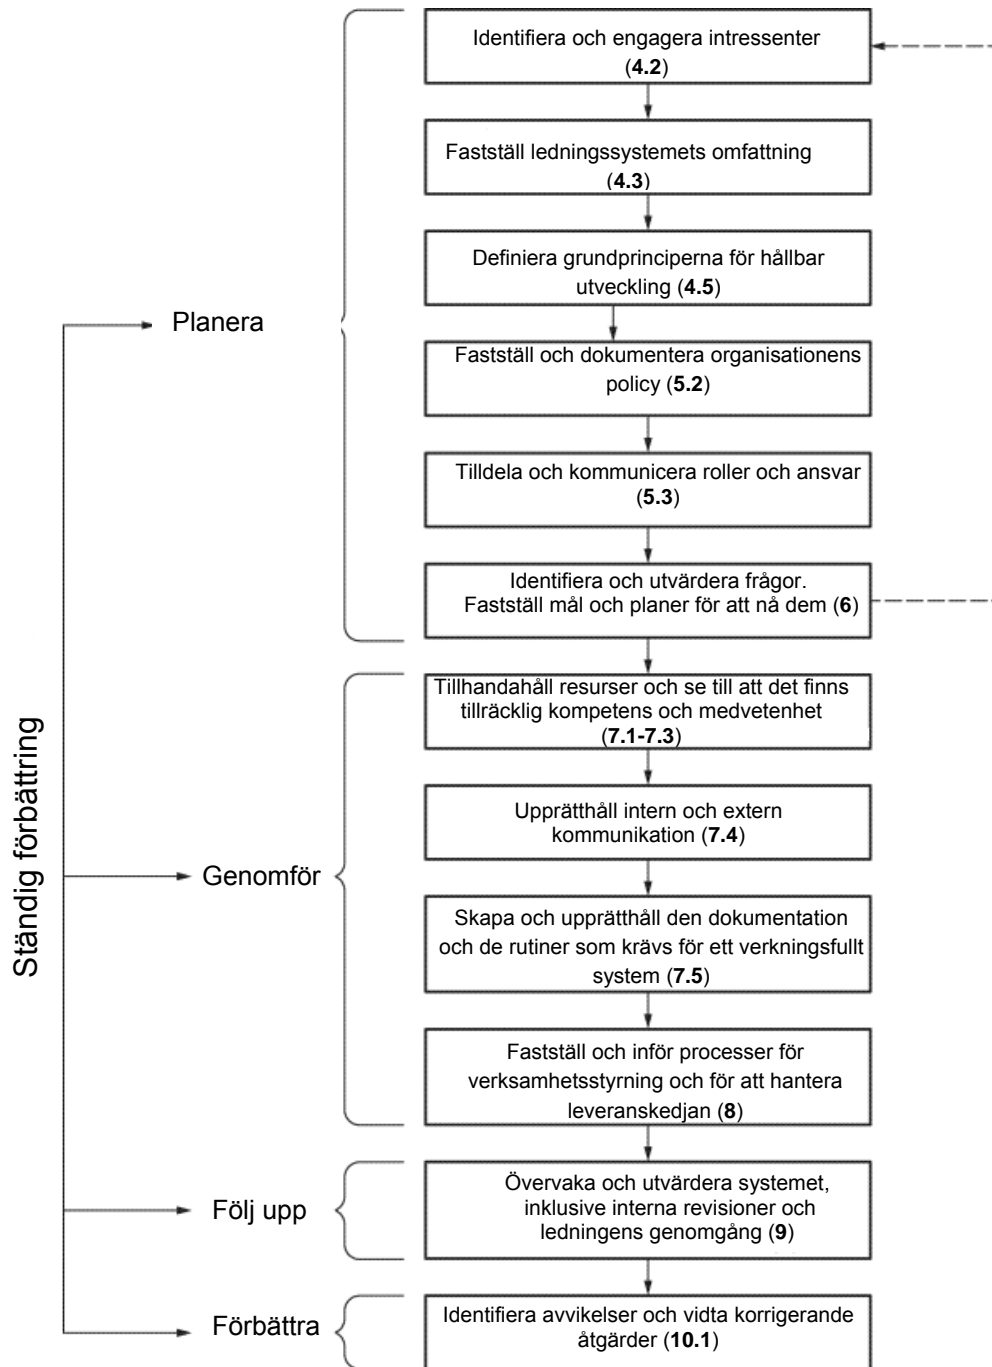 Identifiera och engagera intressenter
(4.2)
Fastställ ledningssystemets omfattning
(4.3)
Definiera grundprinciperna för hållbar
utveckling (4.5)
Planera
Fastställ och dokumentera organisationens
policy (5.2)
Tilldela och kommunicera roller och ansvar
(5.3)
Identifiera och utvärdera frågor.
Fastställ mål och planer för att nå dem (6)
Ständig förbättring
Tillhandahåll resurser och se till att det finns
tillräcklig kompetens och medvetenhet
(7.1-7.3)
Upprätthåll intern och extern
kommunikation (7.4)
Genomför
Skapa och upprätthåll den dokumentation
och de rutiner som krävs för ett verkningsfullt
system (7.5)
Fastställ och inför processer för
verksamhetsstyrning och för att hantera
leveranskedjan (8)
Följ upp
Övervaka och utvärdera systemet,
inklusive interna revisioner och
ledningens genomgång (9)
Förbättra
Identifiera avvikelser och vidta korrigerande
åtgärder (10.1)